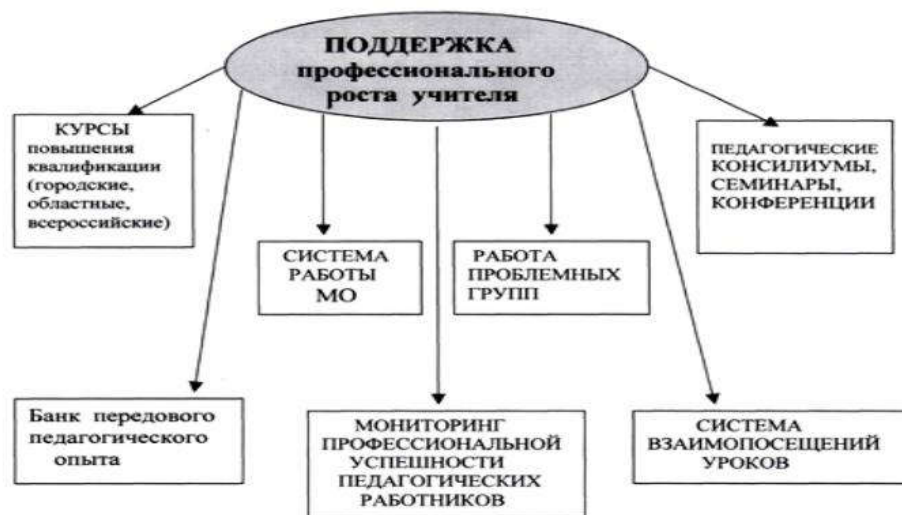 ПОДДЕРЖКА
профессионального
роста учителя
КУРСЫ
повышения
квалификации
(городские,
областные,
всероссийские)
ПЕДАГОГИЧЕСКИЕ
КОНСИЛИУМЫ,
СЕМИНАРЫ,
КОНФЕРЕНЦИИ
СИСТЕМА
РАБОТЫ
МО
РАБОТА
ПРОБЛЕМНЫХ
ГРУПП
Банк передового
педагогического
опыта
МОНИТОРИНГ
ПРОФЕССИОНАЛЬНОЙ
УСПЕШНОСТИ
ПЕДАГОГИЧЕСКИХ
РАБОТНИКОВ
СИСТЕМА
ВЗАИМОПОСЕЩЕНИЙ
УРОКОВ